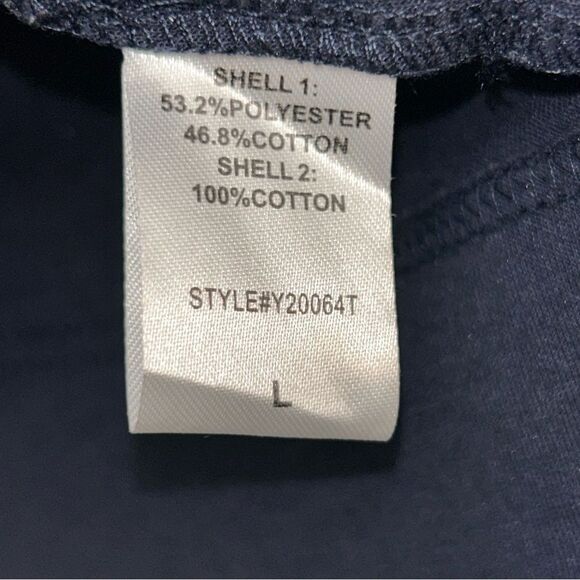 SHELL 1:
53.2%POLYESTER
46.8%COTTON
SHELL 2:
100%COTTON
STYLE#Y20064T
L